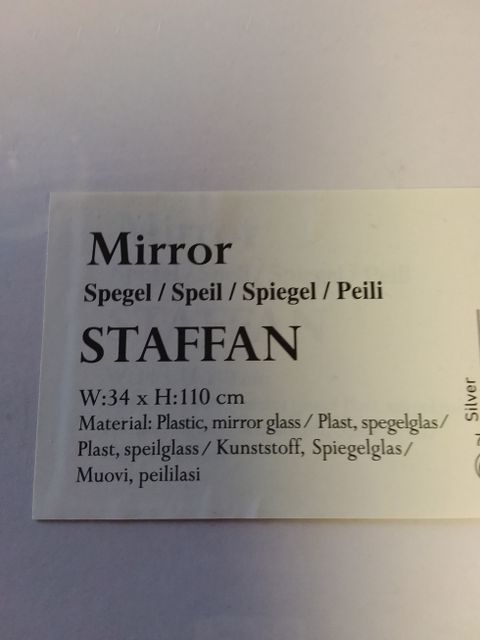 Mirror
Spegel / Speil / Spiegel / Peili
STAFFAN
W:34 x H:110 cm
Material: Plastic, mirror glass / Plast, spegelglas /
Plast, speilglass / Kunststoff, Spiegelglas /
Muovi, peililasi
Silver